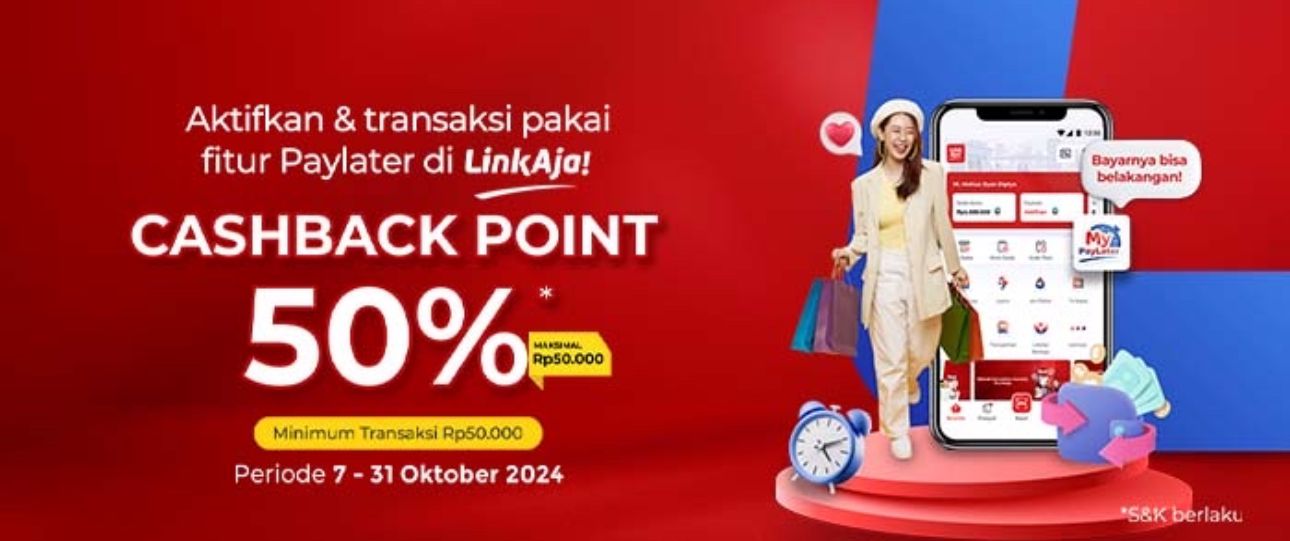 Aktifkan & transaksi pakai
fitur Paylater di LinkAja!
CASHBACK POINT
50%*
MAKSIMAL
Rp50.000
Minimum Transaksi Rp50.000
Periode 7 - 31 Oktober 2024
Bayarnya bisa
belakangan!
My
PayLater
*S&K berlaku